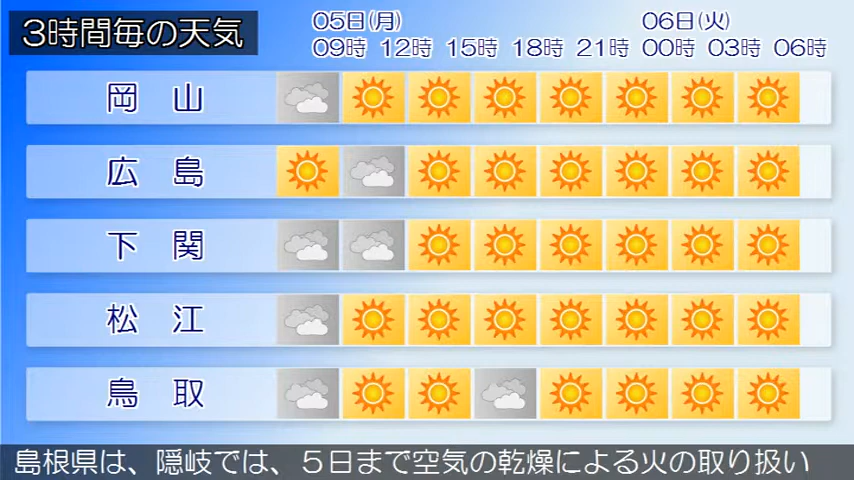 3時間毎の天気
05日(月) 06日(火)
09時 12時 15時 18時 21時 00時 03時 06時
岡山
広島
下関
松江
鳥取
島根県は、隠岐では、５日まで空気の乾燥による火の取り扱い